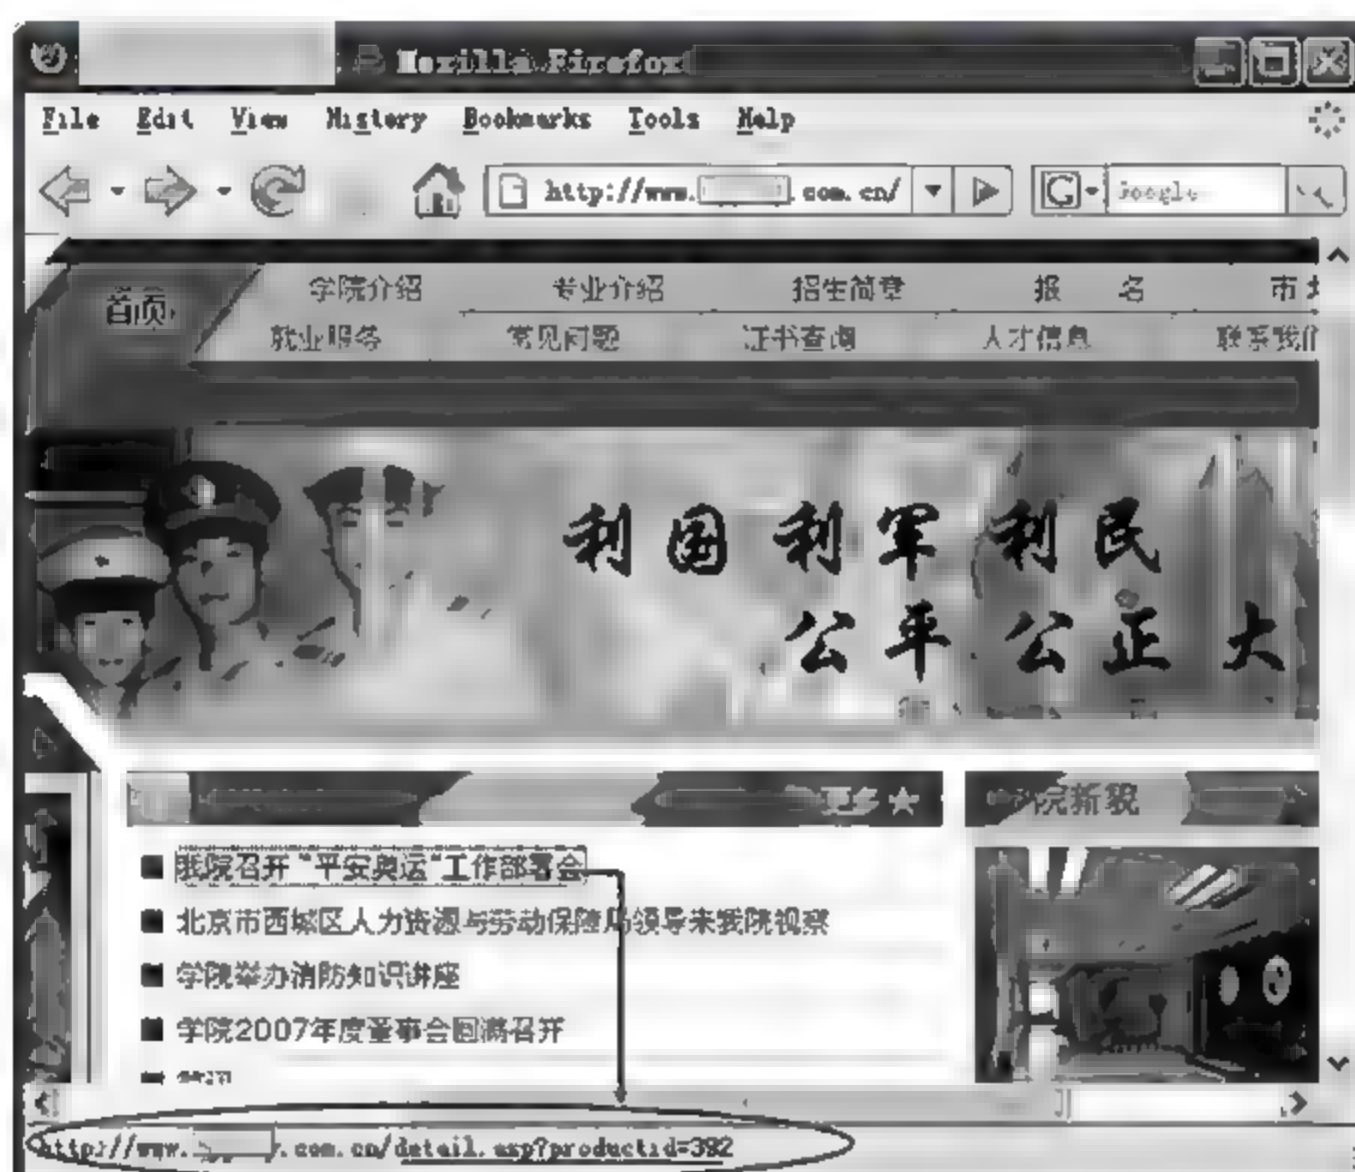 Mozilla Firefox
File Edit View History Bookmarks Tools Help
http://www. .com.cn/ G Google
首页
学院介绍 专业介绍 招生简章 报 名 市
就业服务 常见问题 证书查询 人才信息 联系我们
利国利军利民
公平公正大
更多★ 院新貌
■ 我院召开“平安奥运”工作部署会
■ 北京市西城区人力资源与劳动保障局领导来我院视察
■ 学院举办消防知识讲座
■ 学院2007年度董事会圆满召开
http://www. .com.cn/detail.asp?productid=392